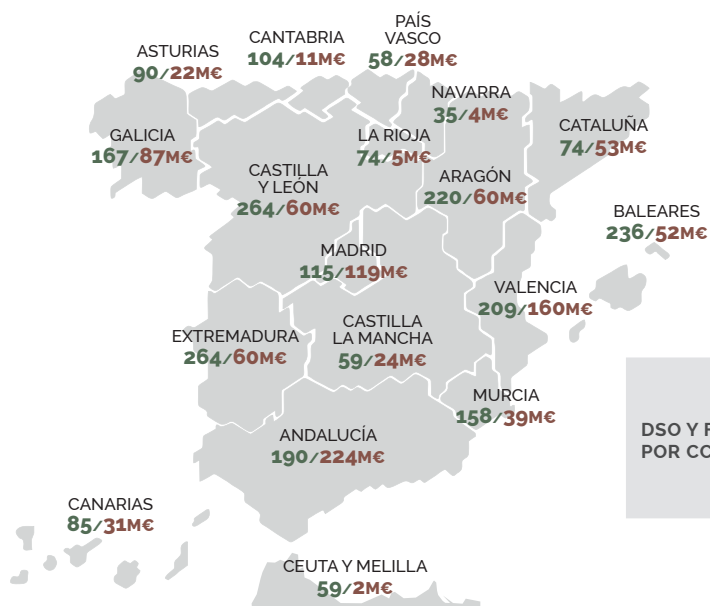 PAÍS
VASCO
58/28M€
CANTABRIA
104/11M€
ASTURIAS
90/22M€
NAVARRA
35/4M€
GALICIA
167/87M€
LA RIOJA
74/5M€
CATALUÑA
74/53M€
CASTILLA
Y LEÓN
264/60M€
ARAGÓN
220/60M€
BALEARES
236/52M€
MADRID
115/119M€
VALENCIA
209/160M€
EXTREMADURA
264/60M€
CASTILLA
LA MANCHA
59/24M€
MURCIA
158/39M€
DSO Y F
POR CO
ANDALUCÍA
190/224M€
CANARIAS
85/31M€
CEUTA Y MELILLA
59/2M€